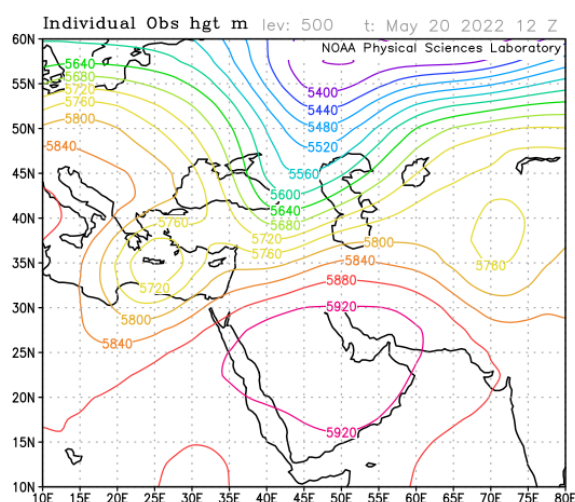 Individual Obs hgt m lev: 500 t: May 20 2022 12 Z
NOAA Physical Sciences Laboratory
60N
55N
50N
45N
40N
35N
30N
25N
20N
15N
10N
5640
5680
5720
5760
5800
5840
5400
5440
5480
5520
5560
5600
5640
5680
5720
5760
5760
5720
5800
5840
5800
5840
5880
5920
5760
5920
10E 15E 20E 25E 30E 35E 40E 45E 50E 55E 60E 65E 70E 75E 80E